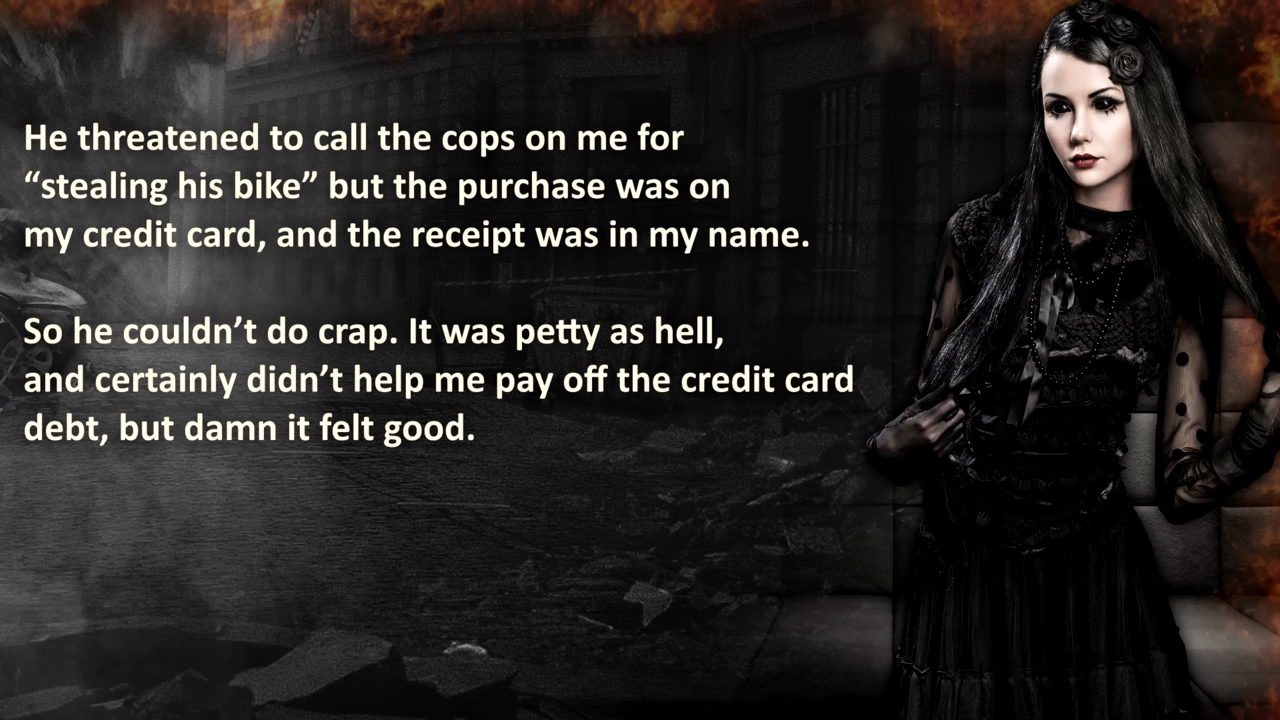 He threatened to call the cops on me for
“stealing his bike” but the purchase was on
my credit card, and the receipt was in my name.
So he couldn’t do crap. It was petty as hell,
and certainly didn’t help me pay off the credit card
debt, but damn it felt good.